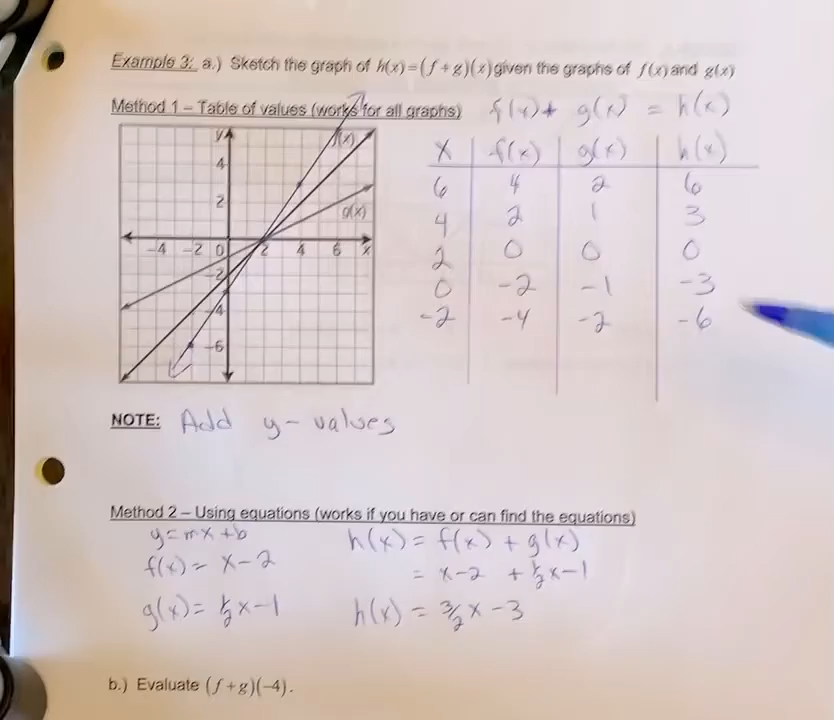 Example 3: a.) Sketch the graph of h(x)=(f+g)(x) given the graphs of f(x) and g(x)
Method 1 – Table of values (works for all graphs)
f(x) + g(x) = h(x)
x f(x) g(x) h(x)
6 4 2 6
4 2 1 3
2 0 0 0
0 -2 -1 -3
-2 -4 -2 -6
y
f(x)
4
2
g(x)
-4 -2 0 2 4 6 x
-2
-4
-6
NOTE: Add y-values
Method 2 – Using equations (works if you have or can find the equations)
y=mx+b
f(x) = x-2
g(x) = ½x-1
h(x) = f(x) + g(x)
= x-2 + ½x-1
h(x) = 3/2x-3
b.) Evaluate (f+g)(-4).